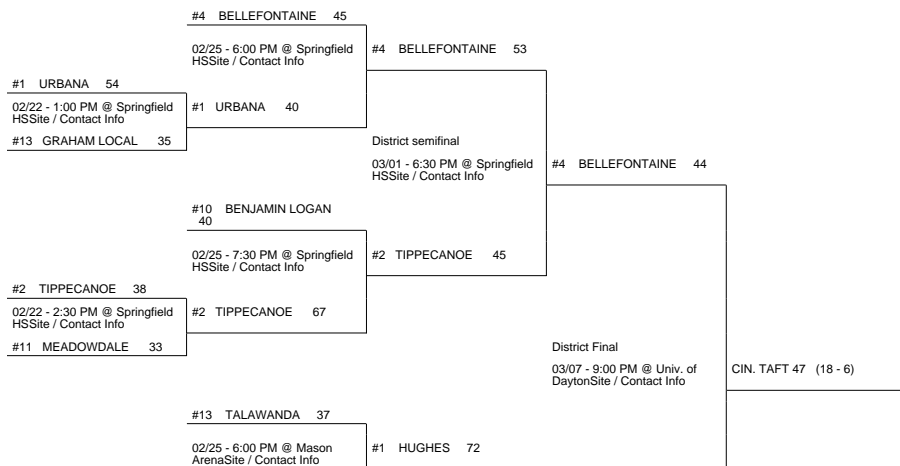 #4 BELLEFONTAINE 45
02/25 - 6:00 PM @ Springfield
HSSite / Contact Info
#4 BELLEFONTAINE 53
#1 URBANA 54
02/22 - 1:00 PM @ Springfield
HSSite / Contact Info
#1 URBANA 40
#13 GRAHAM LOCAL 35
District semifinal
03/01 - 6:30 PM @ Springfield
HSSite / Contact Info
#4 BELLEFONTAINE 44
#10 BENJAMIN LOGAN
40
02/25 - 7:30 PM @ Springfield
HSSite / Contact Info
#2 TIPPECANOE 45
#2 TIPPECANOE 38
02/22 - 2:30 PM @ Springfield
HSSite / Contact Info
#2 TIPPECANOE 67
#11 MEADOWDALE 33
District Final
03/07 - 9:00 PM @ Univ. of
DaytonSite / Contact Info
CIN. TAFT 47 (18 - 6)
#13 TALAWANDA 37
02/25 - 6:00 PM @ Mason
ArenaSite / Contact Info
#1 HUGHES 72